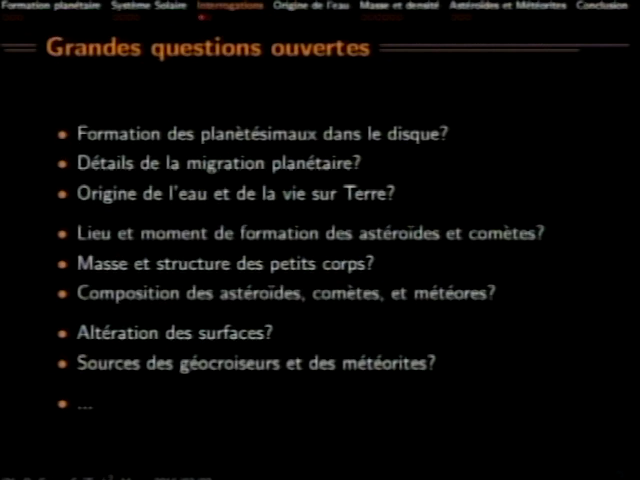 Formation planétaire Système Solaire Interrogations Origine de l'eau Masse et densité Astéroïdes et Météorites Conclusion
Grandes questions ouvertes
Formation des planètésimaux dans le disque?
Détails de la migration planétaire?
Origine de l'eau et de la vie sur Terre?
Lieu et moment de formation des astéroïdes et comètes?
Masse et structure des petits corps?
Composition des astéroïdes, comètes, et météores?
Altération des surfaces?
Sources des géocroiseurs et des météorites?
...